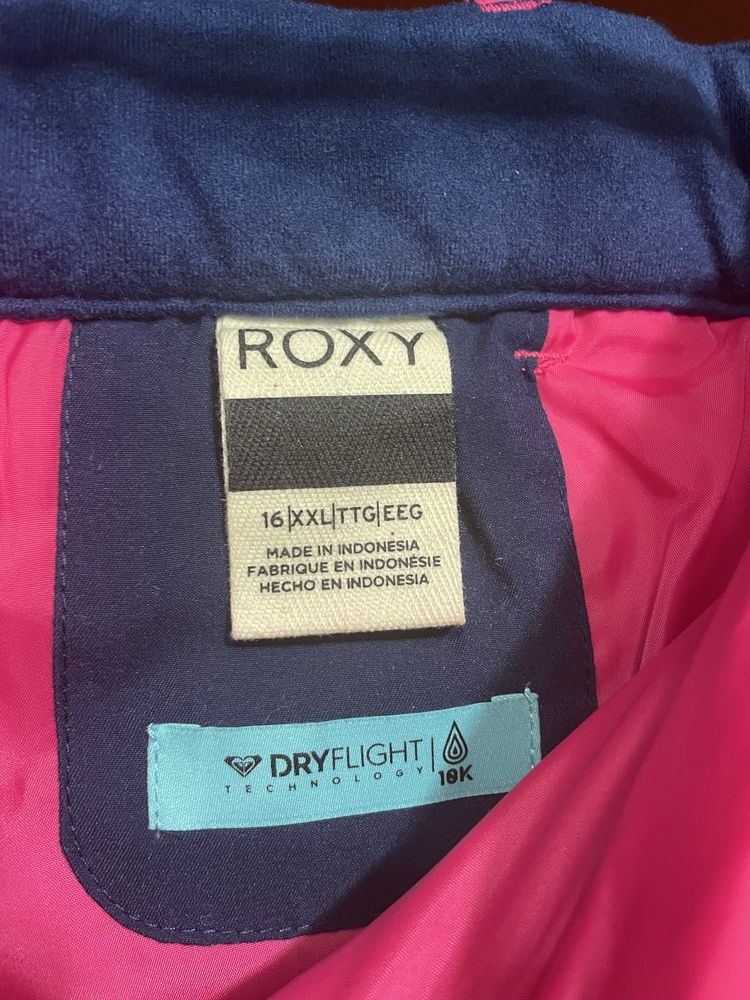 ROXY
16|XXL|TTG|EEG
MADE IN INDONESIA
FABRIQUE EN INDONÉSIE
HECHO EN INDONESIA
DRYFLIGHT
TECHNOLOGY
10K